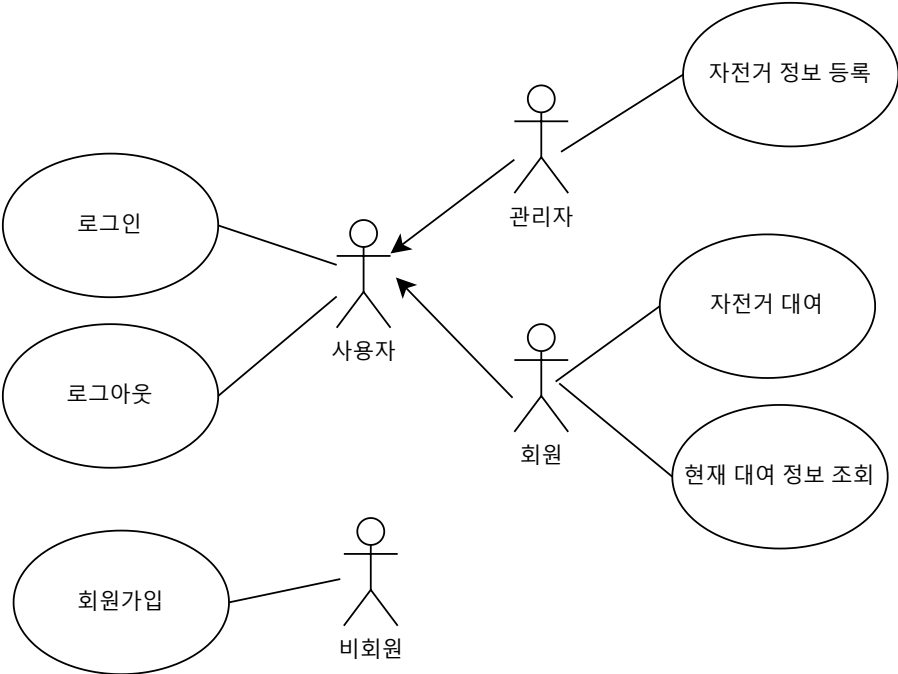 자전거 정보 등록
관리자
로그인
사용자
자전거 대여
로그아웃
회원
현재 대여 정보 조회
회원가입
비회원